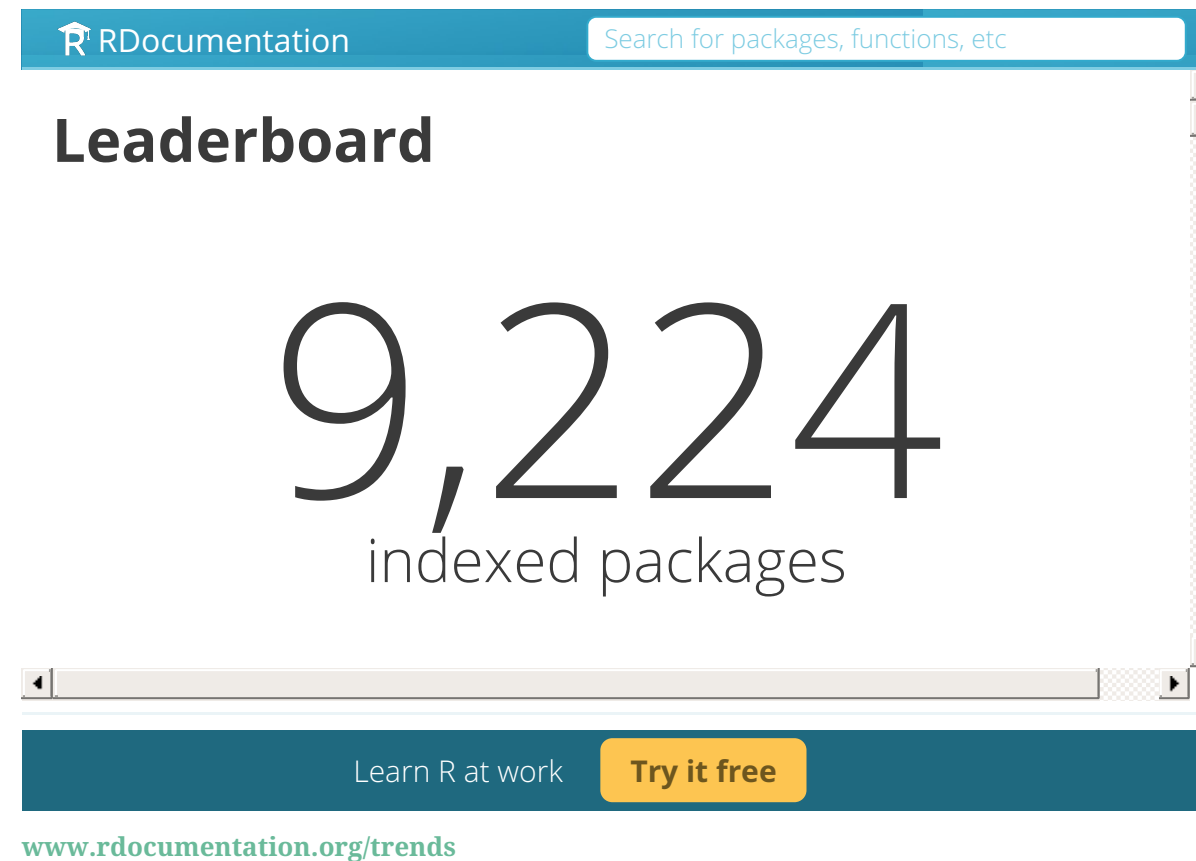 RDocumentation
Search for packages, functions, etc
Leaderboard
9,224
indexed packages
Learn R at work
Try it free
www.rdocumentation.org/trends